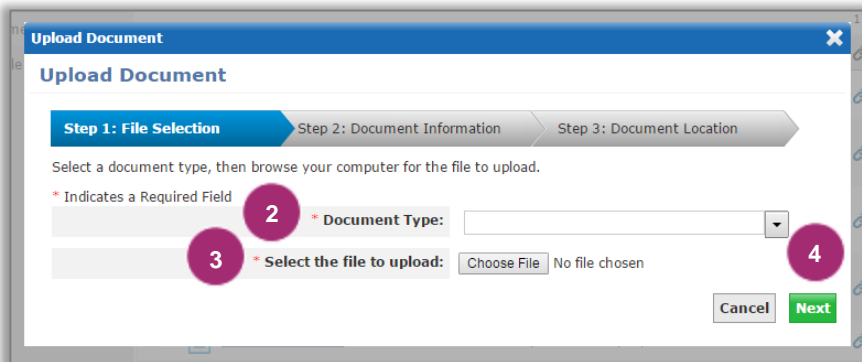 Upload Document
Upload Document
Step 1: File Selection
Step 2: Document Information
Step 3: Document Location
Select a document type, then browse your computer for the file to upload.
* Indicates a Required Field
2
* Document Type:
3
* Select the file to upload:
Choose File
No file chosen
4
Cancel
Next